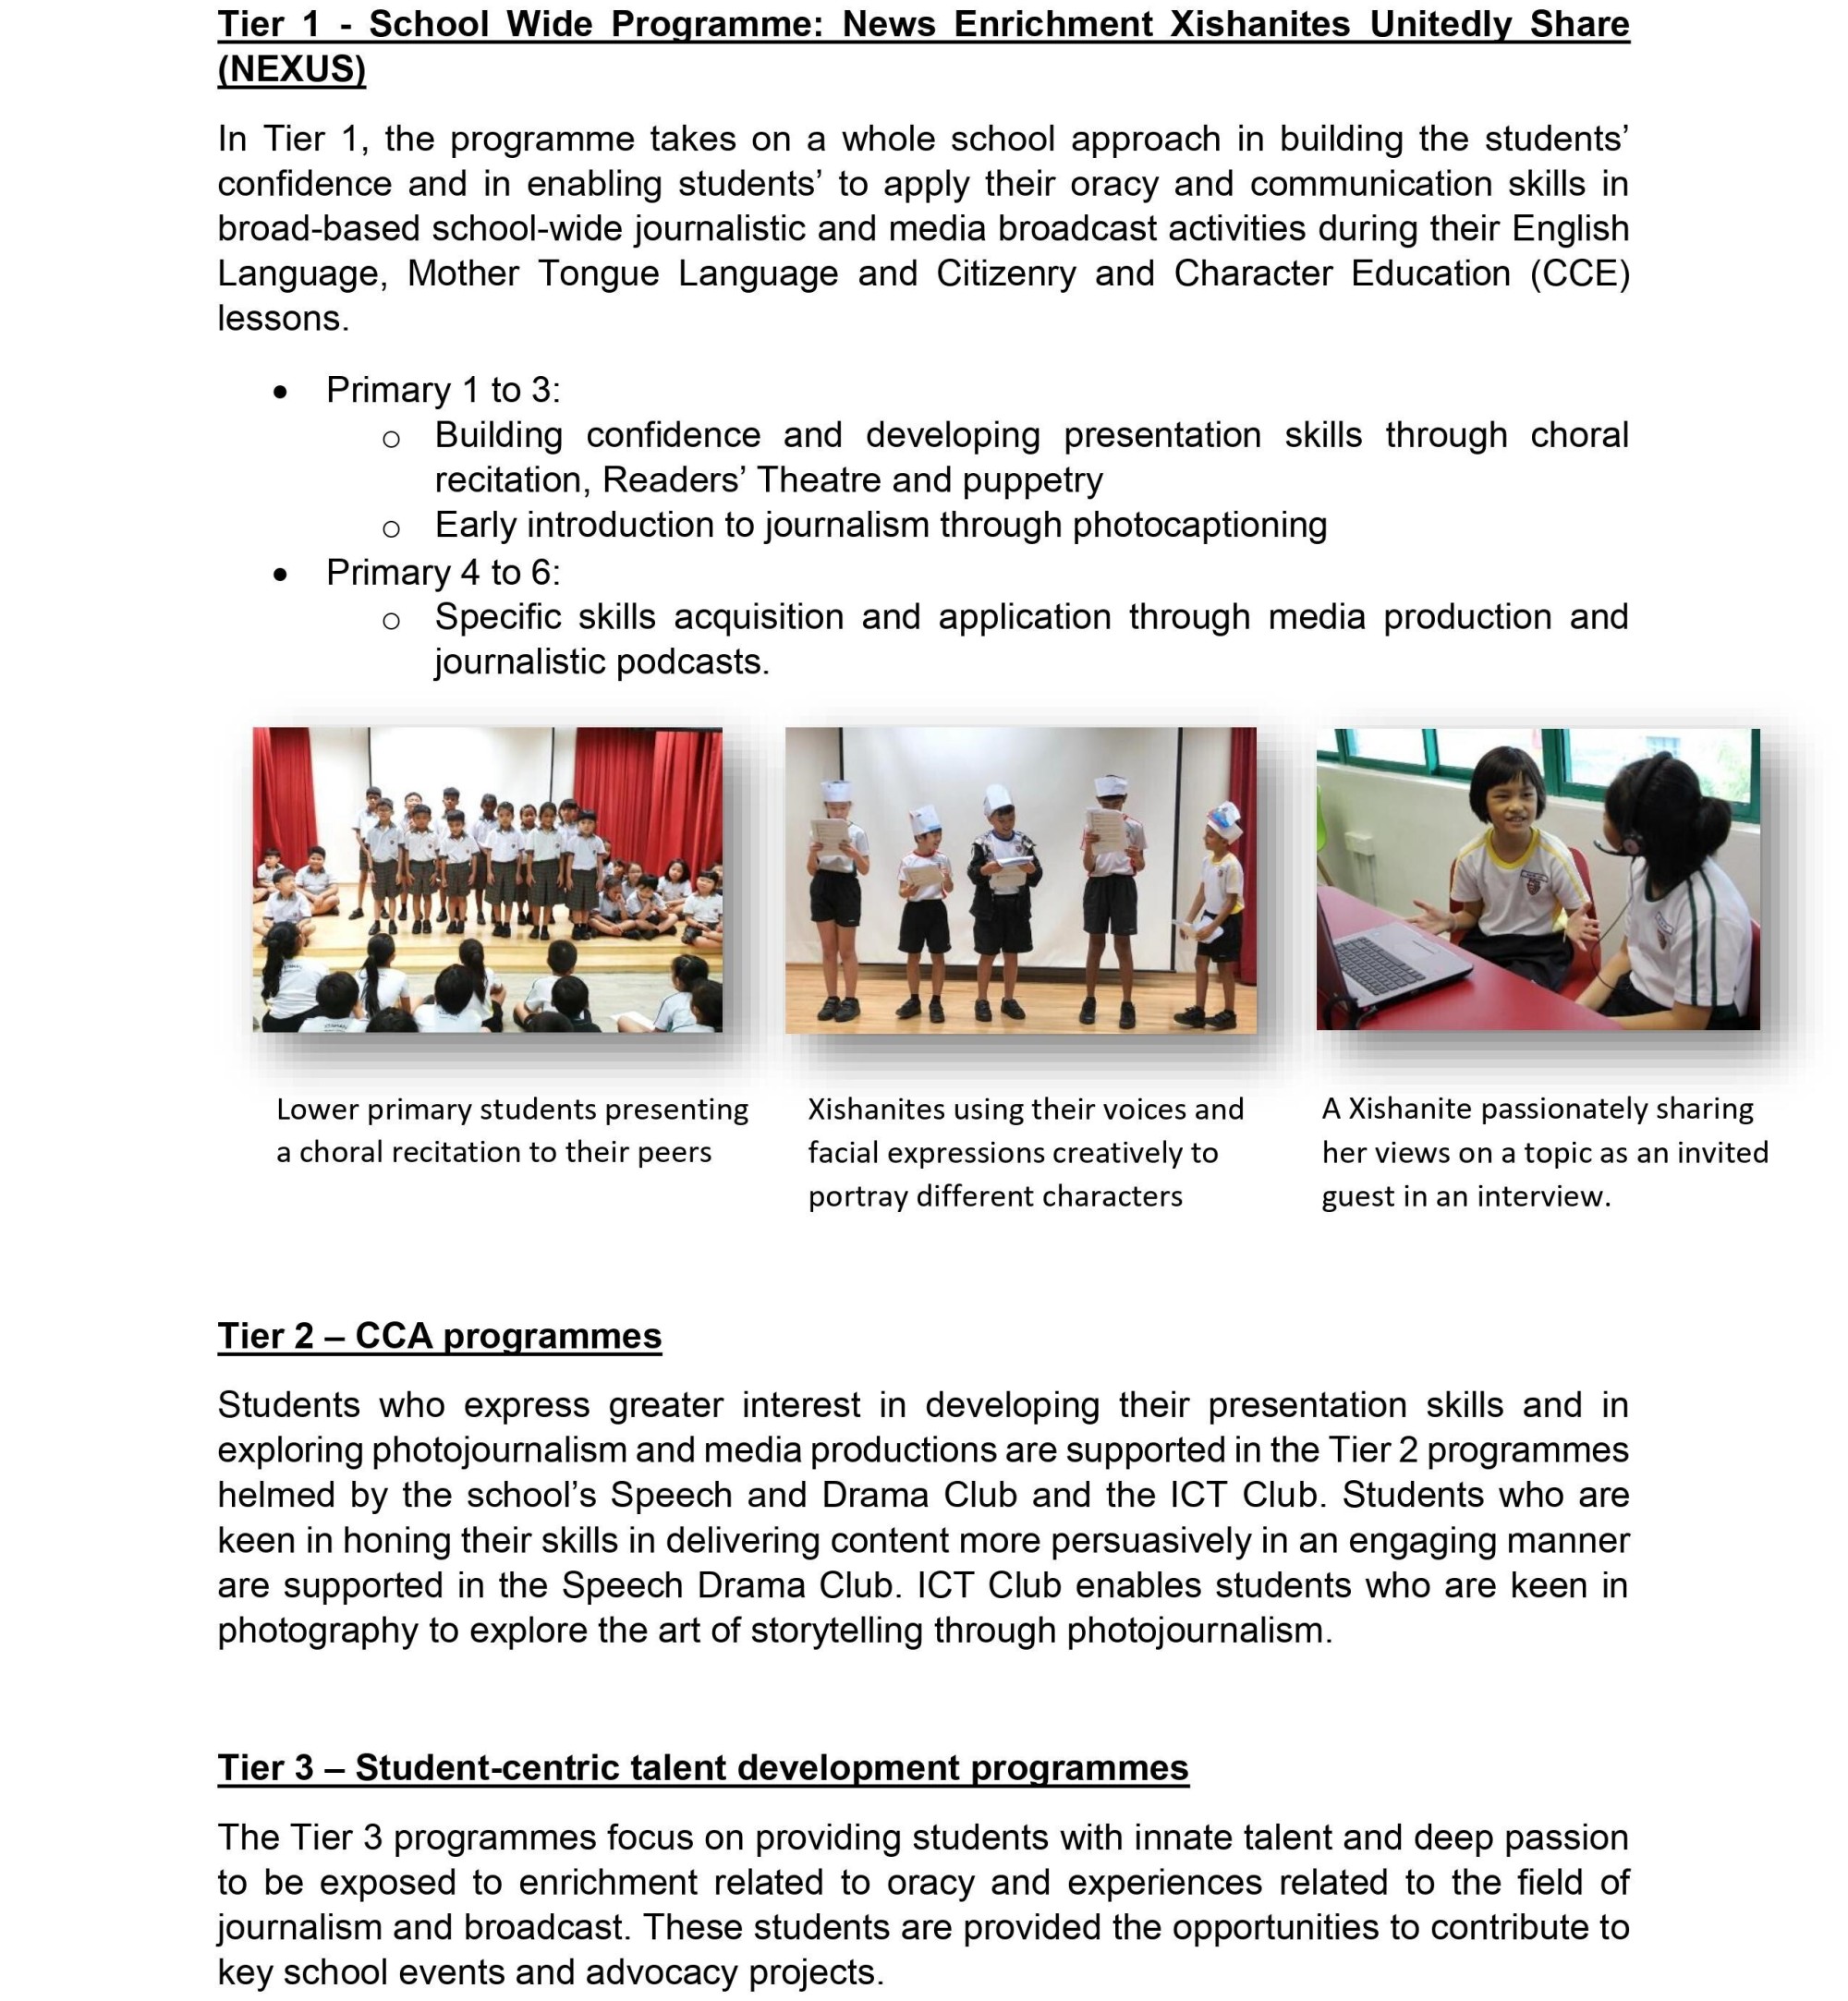 Tier 1 - School Wide Programme: News Enrichment Xishanites Unitedly Share
(NEXUS)
In Tier 1, the programme takes on a whole school approach in building the students’
confidence and in enabling students’ to apply their oracy and communication skills in
broad-based school-wide journalistic and media broadcast activities during their English
Language, Mother Tongue Language and Citizenry and Character Education (CCE)
lessons.
• Primary 1 to 3:
o Building confidence and developing presentation skills through choral
recitation, Readers’ Theatre and puppetry
o Early introduction to journalism through photocaptioning
• Primary 4 to 6:
o Specific skills acquisition and application through media production and
journalistic podcasts.
Lower primary students presenting
a choral recitation to their peers
Xishanites using their voices and
facial expressions creatively to
portray different characters
A Xishanite passionately sharing
her views on a topic as an invited
guest in an interview.
Tier 2 – CCA programmes
Students who express greater interest in developing their presentation skills and in
exploring photojournalism and media productions are supported in the Tier 2 programmes
helmed by the school’s Speech and Drama Club and the ICT Club. Students who are
keen in honing their skills in delivering content more persuasively in an engaging manner
are supported in the Speech Drama Club. ICT Club enables students who are keen in
photography to explore the art of storytelling through photojournalism.
Tier 3 – Student-centric talent development programmes
The Tier 3 programmes focus on providing students with innate talent and deep passion
to be exposed to enrichment related to oracy and experiences related to the field of
journalism and broadcast. These students are provided the opportunities to contribute to
key school events and advocacy projects.